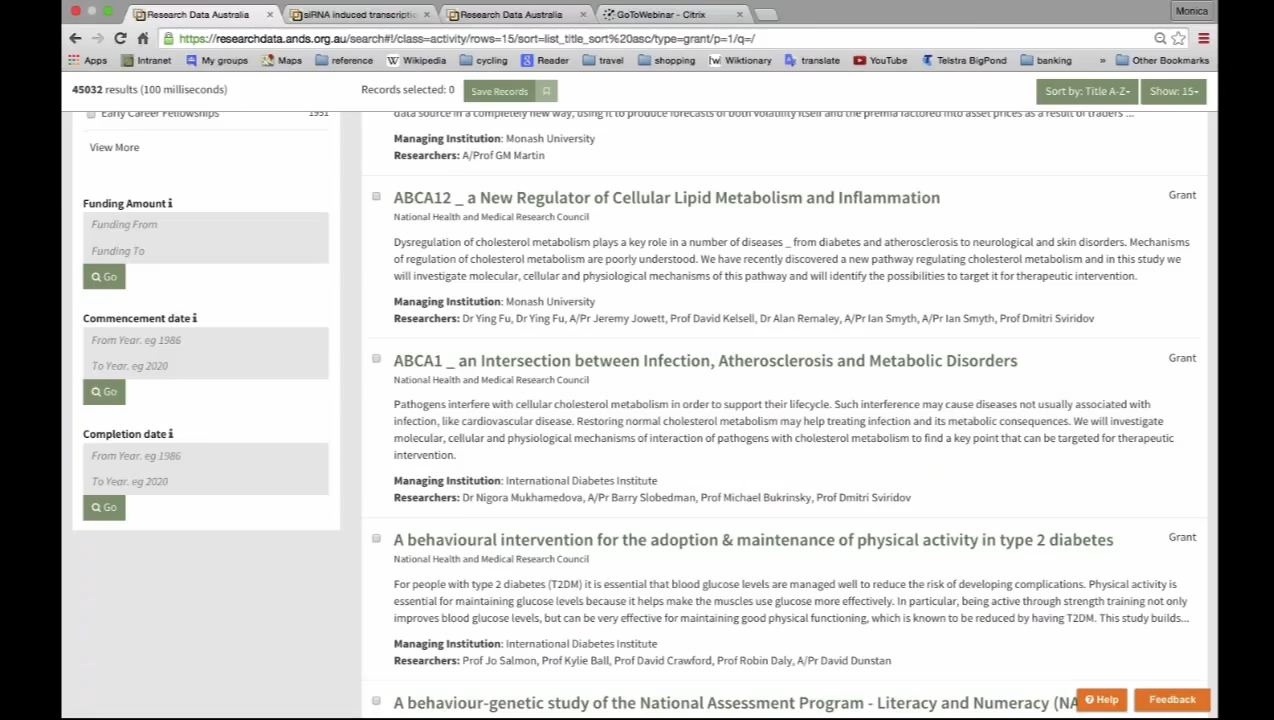 Monica
Research Data Australia
siRNA induced transcriptio
Research Data Australia
GoToWebinar - Citrix
https://researchdata.ands.org.au/search#!/class=activity/rows=15/sort=list_title_sort%20asc/type=grant/p=1/q=/
Apps Intranet My groups Maps reference Wikipedia cycling Reader travel shopping Wiktionary translate YouTube Telstra BigPond banking » Other Bookmarks
45032 results (100 milliseconds)
Records selected: 0 Save Records
Sort by: Title A-Z Show: 15
Early Career Fellowships 1951
View More
Funding Amount
Funding From
Funding To
Go
Commencement date
From Year. eg 1986
To Year. eg 2020
Go
Completion date
From Year. eg 1986
To Year. eg 2020
Go
data source in a completely new way, using it to produce forecasts of both volatility itself and the premia factored into asset prices as a result of traders ...
Managing Institution: Monash University
Researchers: A/Prof GM Martin
ABCA12 _ a New Regulator of Cellular Lipid Metabolism and Inflammation
Grant
National Health and Medical Research Council
Dysregulation of cholesterol metabolism plays a key role in a number of diseases _ from diabetes and atherosclerosis to neurological and skin disorders. Mechanisms
of regulation of cholesterol metabolism are poorly understood. We have recently discovered a new pathway regulating cholesterol metabolism and in this study we
will investigate molecular, cellular and physiological mechanisms of this pathway and will identify the possibilities to target it for therapeutic intervention.
Managing Institution: Monash University
Researchers: Dr Ying Fu, Dr Ying Fu, A/Pr Jeremy Jowett, Prof David Kelsell, Dr Alan Remaley, A/Pr Ian Smyth, A/Pr Ian Smyth, Prof Dmitri Sviridov
ABCA1 _ an Intersection between Infection, Atherosclerosis and Metabolic Disorders
Grant
National Health and Medical Research Council
Pathogens interfere with cellular cholesterol metabolism in order to support their lifecycle. Such interference may cause diseases not usually associated with
infection, like cardiovascular disease. Restoring normal cholesterol metabolism may help treating infection and its metabolic consequences. We will investigate
molecular, cellular and physiological mechanisms of interaction of pathogens with cholesterol metabolism to find a key point that can be targeted for therapeutic
intervention.
Managing Institution: International Diabetes Institute
Researchers: Dr Nigora Mukhamedova, A/Pr Barry Slobedman, Prof Michael Bukrinsky, Prof Dmitri Sviridov
A behavioural intervention for the adoption & maintenance of physical activity in type 2 diabetes
Grant
National Health and Medical Research Council
For people with type 2 diabetes (T2DM) it is essential that blood glucose levels are managed well to reduce the risk of developing complications. Physical activity is
essential for maintaining glucose levels because it helps make the muscles use glucose more effectively. In particular, being active through strength training not only
improves blood glucose levels, but can be very effective for maintaining good physical functioning, which is known to be reduced by having T2DM. This study builds...
Managing Institution: International Diabetes Institute
Researchers: Prof Jo Salmon, Prof Kylie Ball, Prof David Crawford, Prof Robin Daly, A/Pr David Dunstan
A behaviour-genetic study of the National Assessment Program - Literacy and Numeracy (NA
Help
Feedback